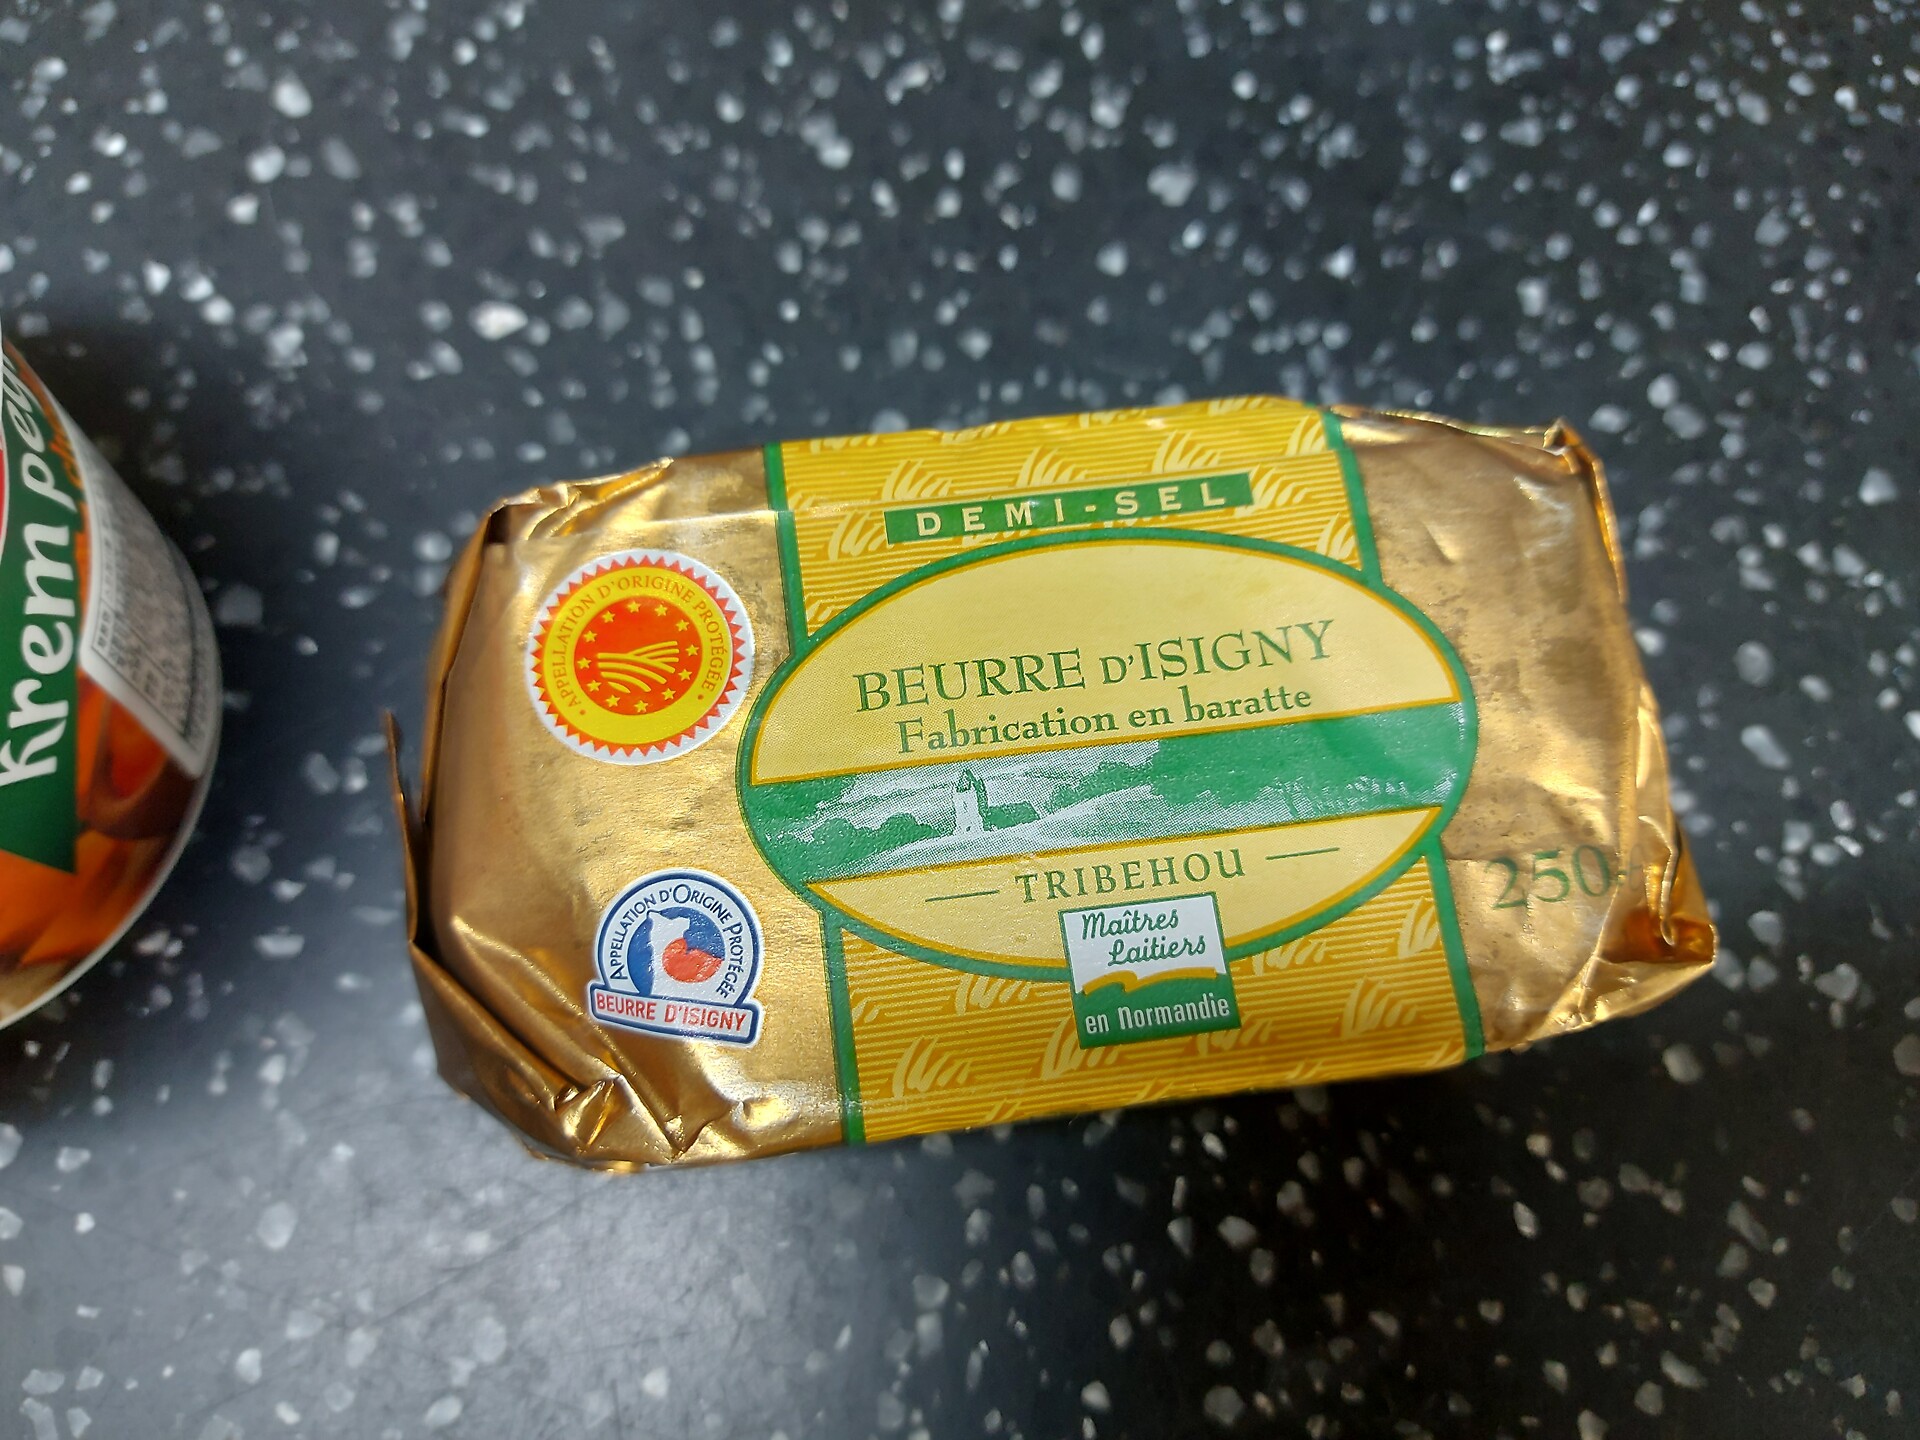 krem pey
DEMI-SEL
APPELLATION D'ORIGINE PROTÉGÉE
BEURRE D'ISIGNY
Fabrication en baratte
TRIBEHOU
250
APPELLATION D'ORIGINE PROTÉGÉE
BEURRE D'ISIGNY
Maîtres
Laitiers
en Normandie